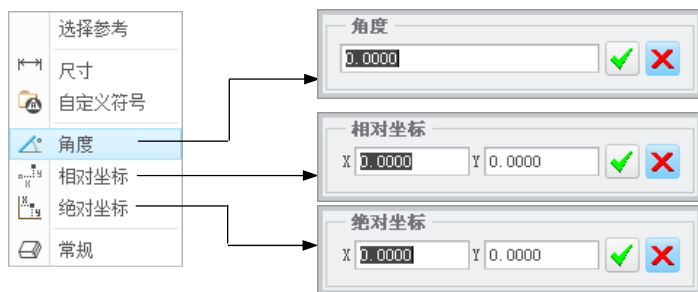 选择参考
尺寸
自定义符号
角度
相对坐标
绝对坐标
常规
角度
0.0000
相对坐标
X 0.0000 Y 0.0000
绝对坐标
X 0.0000 Y 0.0000